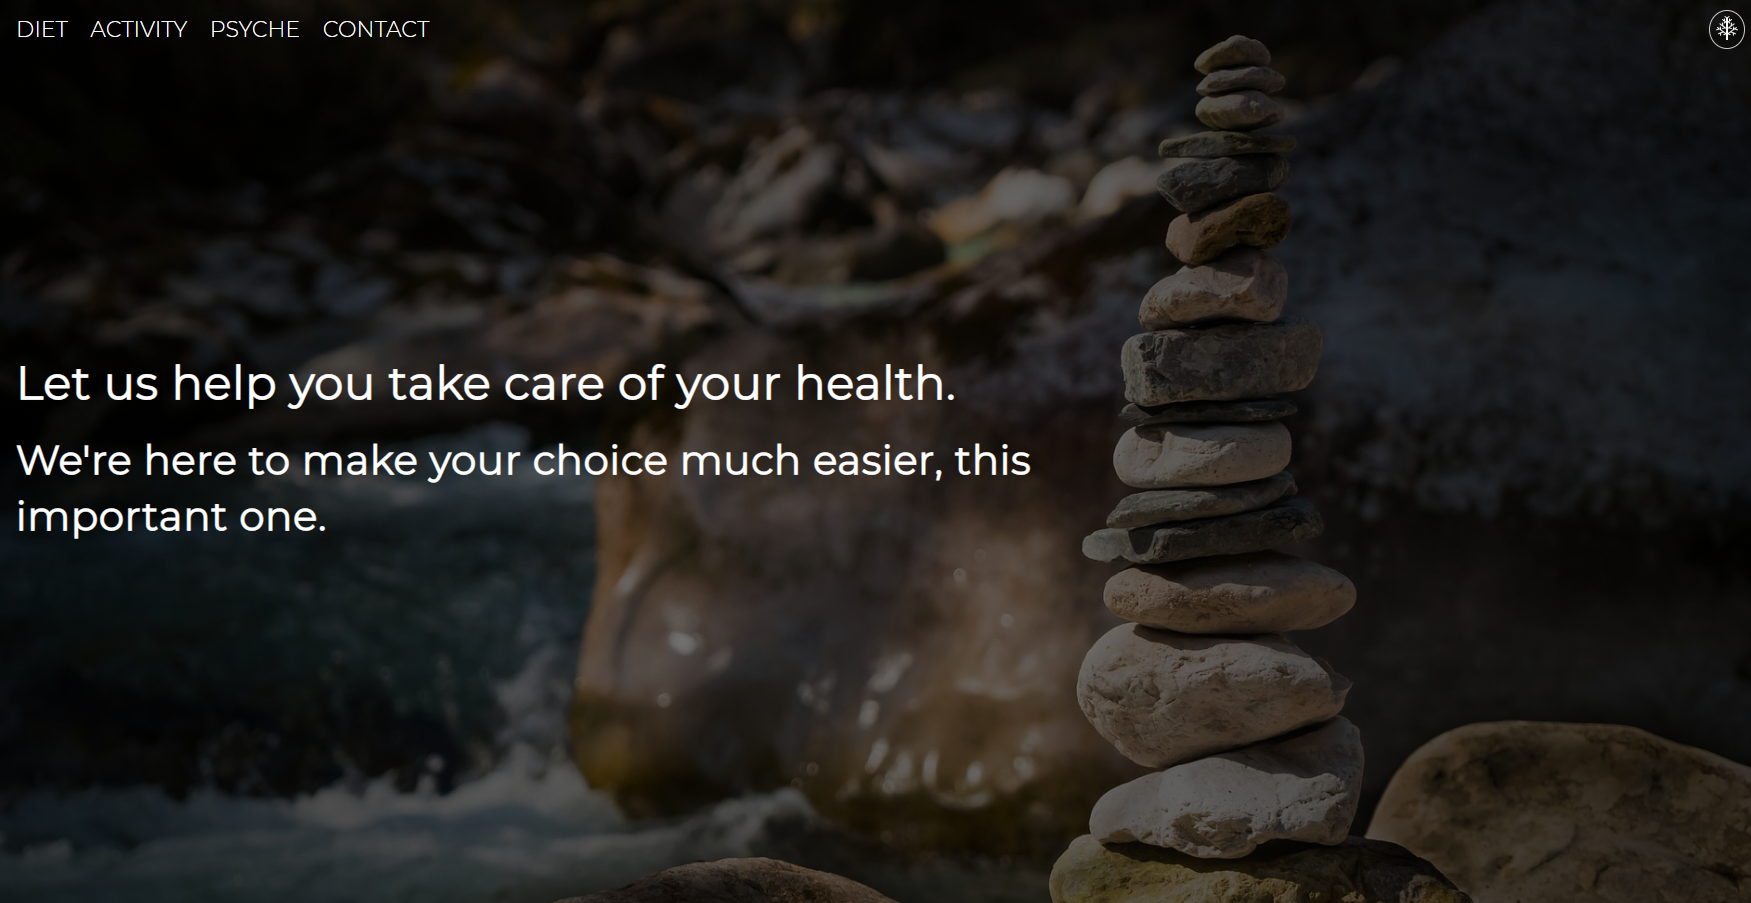 DIET ACTIVITY PSYCHE CONTACT
Let us help you take care of your health.
We're here to make your choice much easier, this
important one.